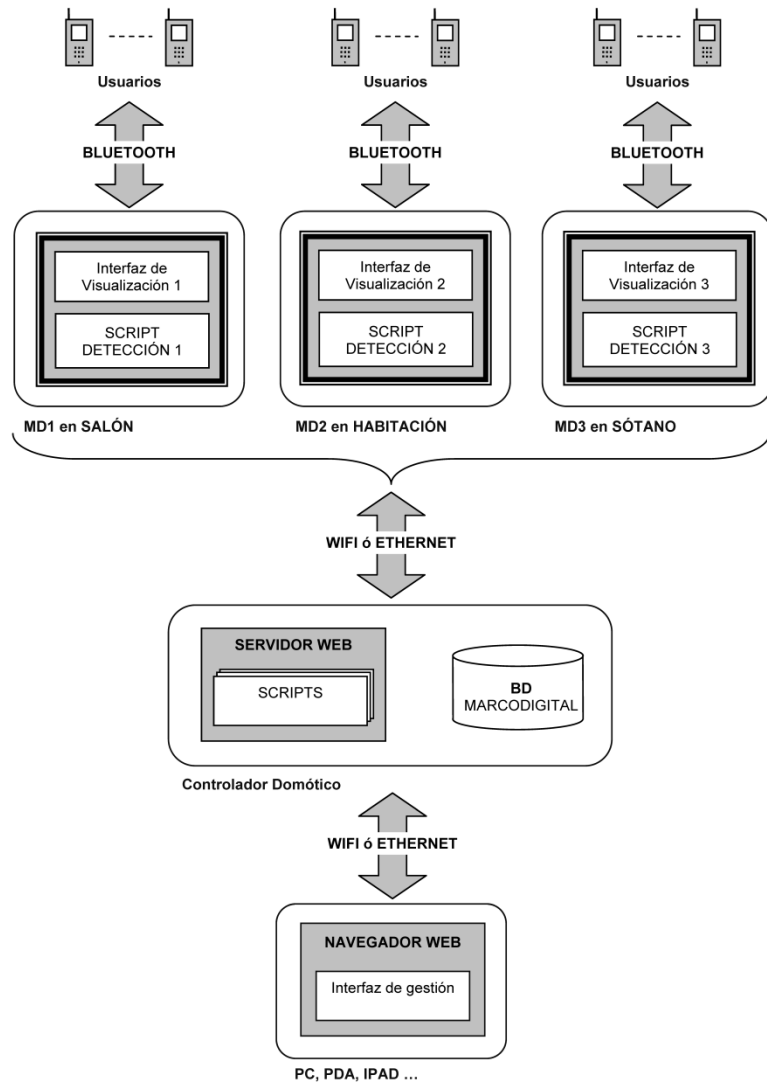 Usuarios
Usuarios
Usuarios
BLUETOOTH
BLUETOOTH
BLUETOOTH
Interfaz de
Visualización 1
SCRIPT
DETECCIÓN 1
Interfaz de
Visualización 2
SCRIPT
DETECCIÓN 2
Interfaz de
Visualización 3
SCRIPT
DETECCIÓN 3
MD1 en SALÓN
MD2 en HABITACIÓN
MD3 en SÓTANO
WIFI ó ETHERNET
SERVIDOR WEB
SCRIPTS
BD
MARCODIGITAL
Controlador Domótico
WIFI ó ETHERNET
NAVEGADOR WEB
Interfaz de gestión
PC, PDA, IPAD ...